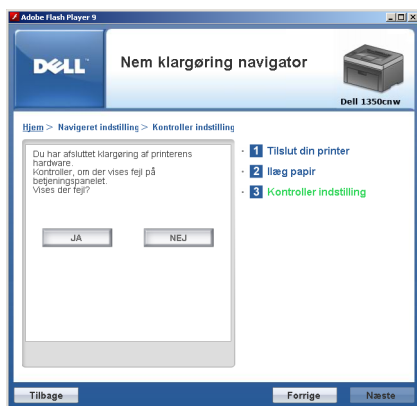 Adobe Flash Player 9
DELL
Nem klargøring navigator
Dell 1350cnw
Hjem > Navigeret indstilling > Kontroller indstilling
Du har afsluttet klargøring af printerens
hardware.
Kontroller, om der vises fejl på
betjeningspanelet.
Vises der fejl?
JA
NEJ
1 Tilslut din printer
2 Ilæg papir
3 Kontroller indstilling
Tilbage
Forrige
Næste